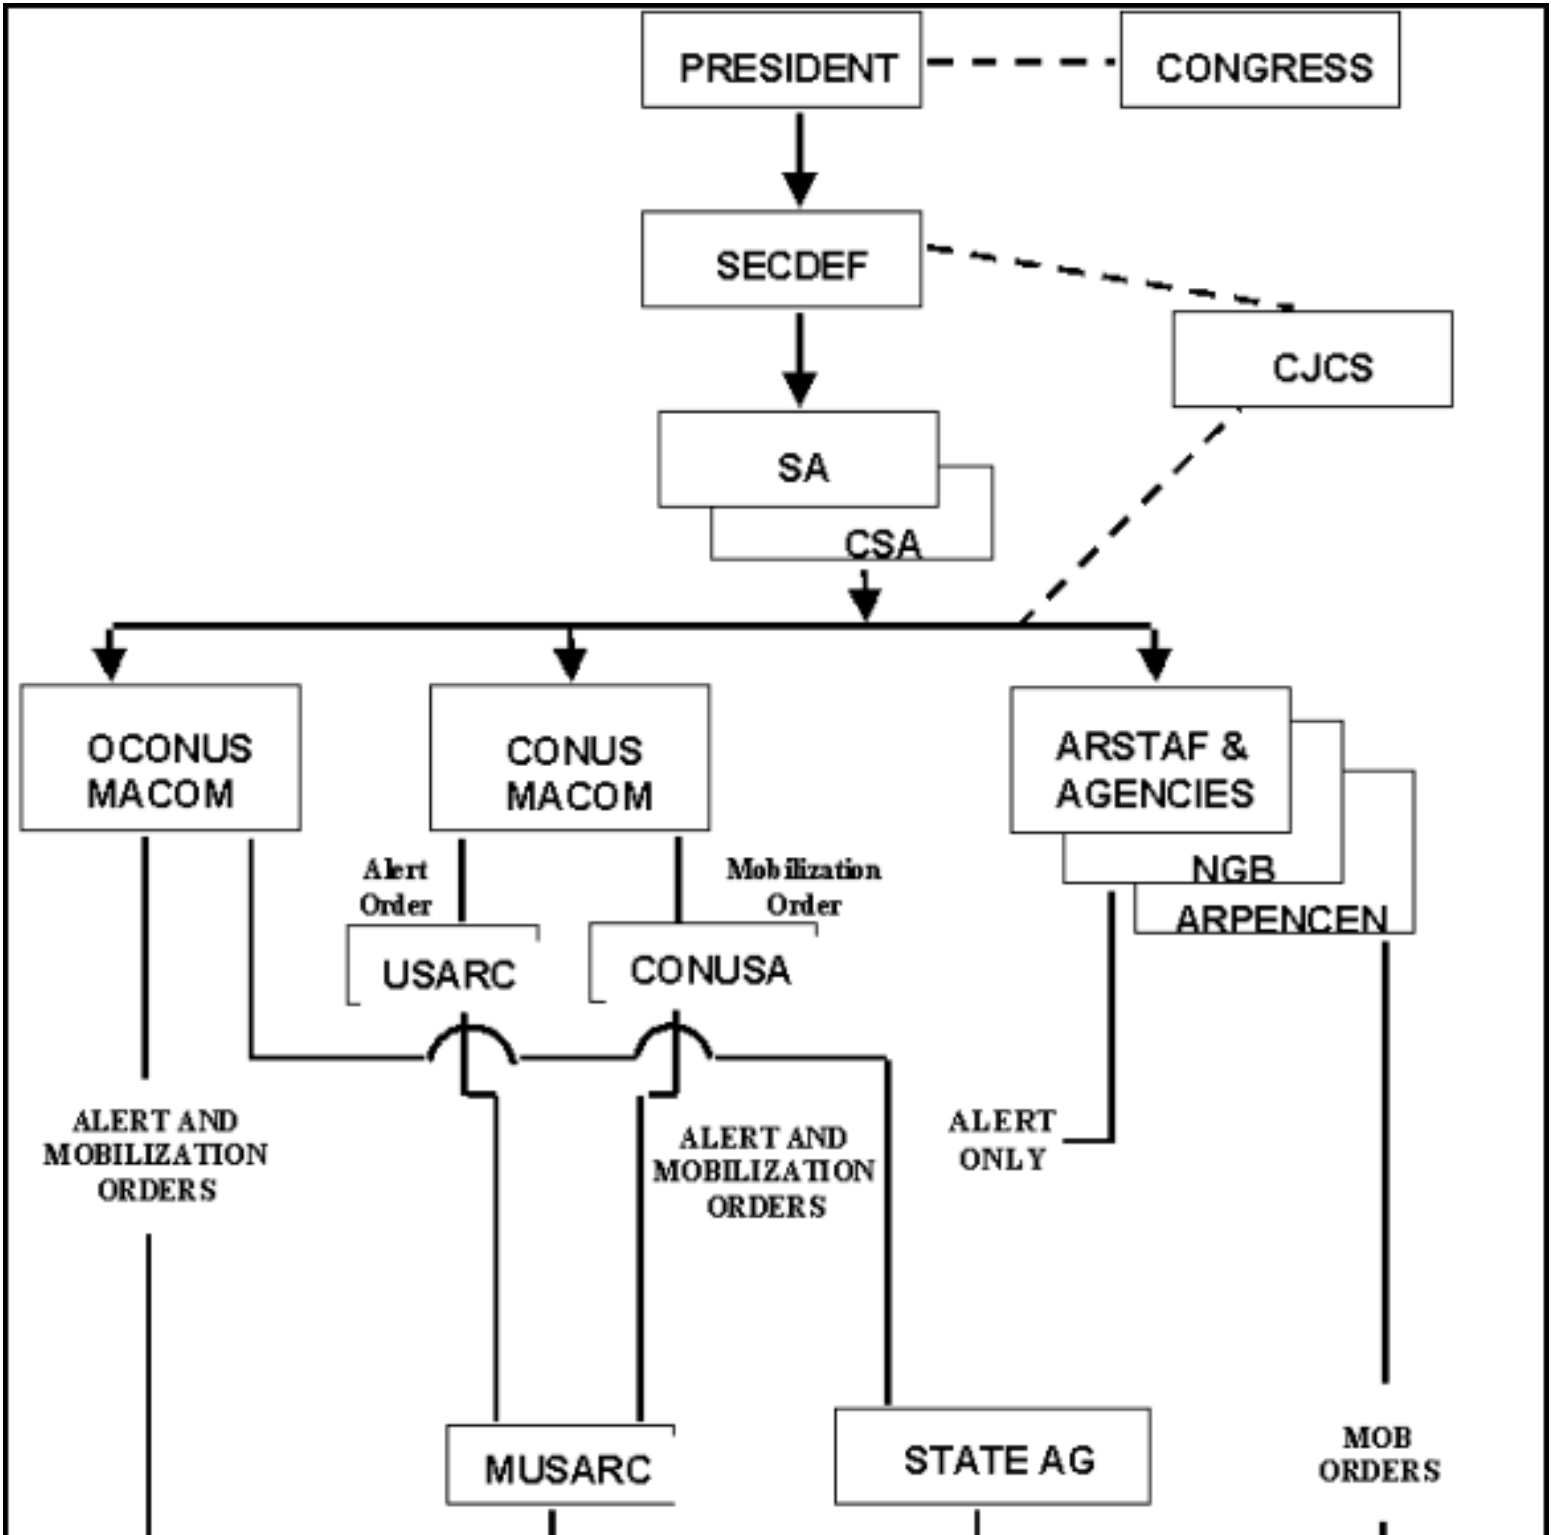 PRESIDENT
CONGRESS
SECDEF
CJCS
SA
CSA
OCONUS
MACOM
CONUS
MACOM
ARSTAF &
AGENCIES
NGB
ARPENCEN
Alert
Order
Mobilization
Order
USARC
CONUSA
ALERT AND
MOBILIZATION
ORDERS
ALERT AND
MOBILIZATION
ORDERS
ALERT
ONLY
MUSARC
STATE AG
MOB
ORDERS